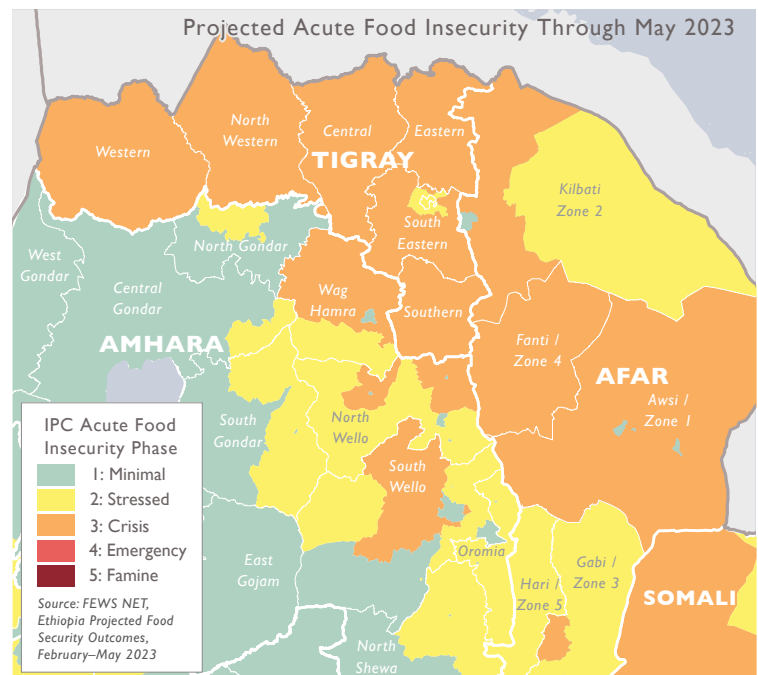 Projected Acute Food Insecurity Through May 2023
Western
North
Western
Central
Eastern
TIGRAY
Kilbati
Zone 2
South
Eastern
North Gondar
West
Gondar
Central
Gondar
Wag
Hamra
Southern
AMHARA
Fanti /
Zone 4
AFAR
Awsi /
Zone 1
South
Gondar
North
Wello
South
Wello
Oromia
East
Gojam
Hari /
Zone 5
Gabi /
Zone 3
SOMALI
North
Shewa
IPC Acute Food
Insecurity Phase
1: Minimal
2: Stressed
3: Crisis
4: Emergency
5: Famine
Source: FEWS NET,
Ethiopia Projected Food
Security Outcomes,
February–May 2023